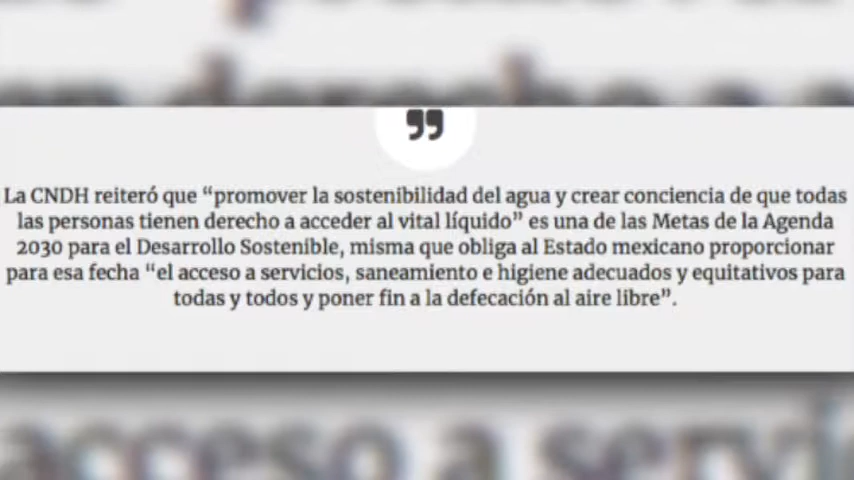 ”
La CNDH reiteró que “promover la sostenibilidad del agua y crear conciencia de que todas
las personas tienen derecho a acceder al vital líquido” es una de las Metas de la Agenda
2030 para el Desarrollo Sostenible, misma que obliga al Estado mexicano proporcionar
para esa fecha “el acceso a servicios, saneamiento e higiene adecuados y equitativos para
todas y todos y poner fin a la defecación al aire libre”.
acceso a servi